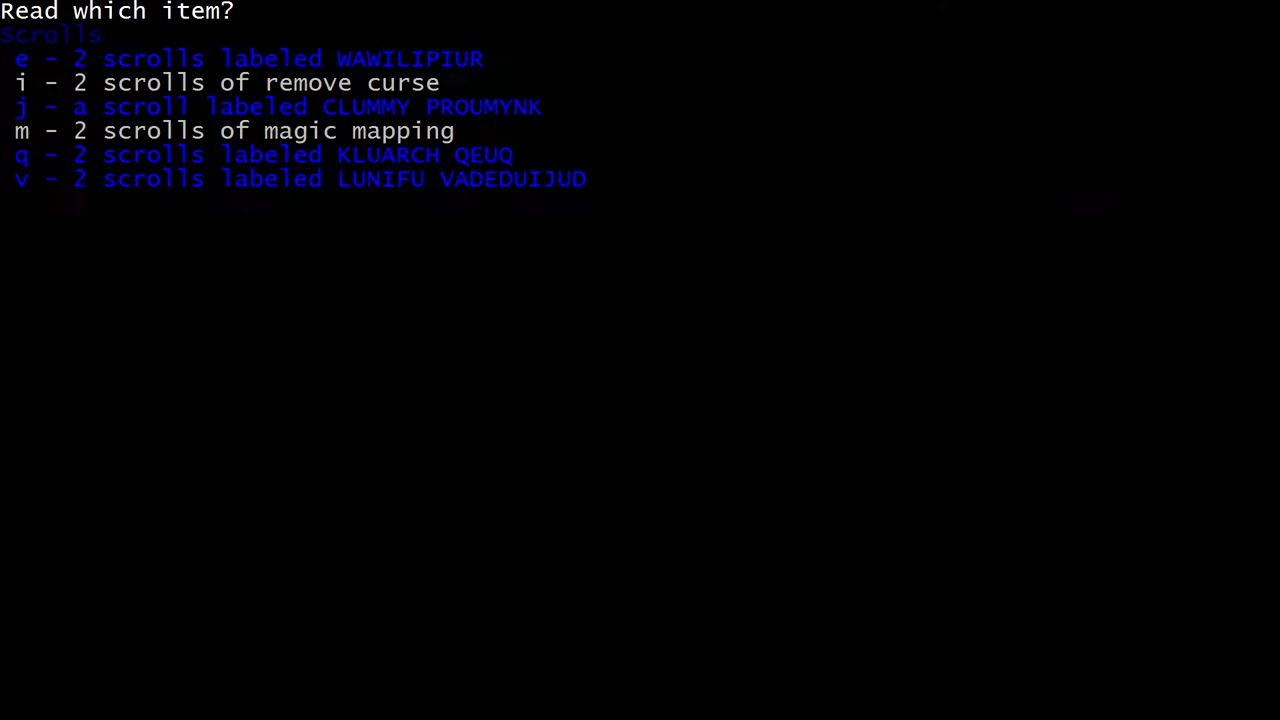 Read which item?
Scrolls
e - 2 scrolls labeled WAWILIPIUR
i - 2 scrolls of remove curse
j - a scroll labeled CLUMMY PROUMYNK
m - 2 scrolls of magic mapping
q - 2 scrolls labeled KLUARCH QEUQ
v - 2 scrolls labeled LUNIFU VADEDUIJUD